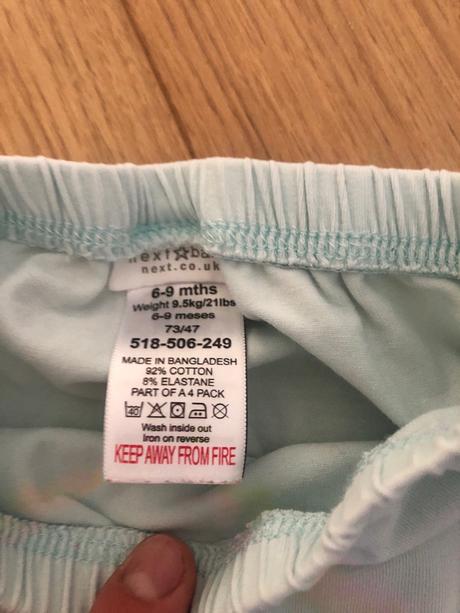 next
next.co.uk
6-9 mths
Weight 9.5kg/21lbs
6-9 meses
73/47
518-506-249
MADE IN BANGLADESH
92% COTTON
8% ELASTANE
PART OF A 4 PACK
40
Wash inside out
Iron on reverse
KEEP AWAY FROM FIRE